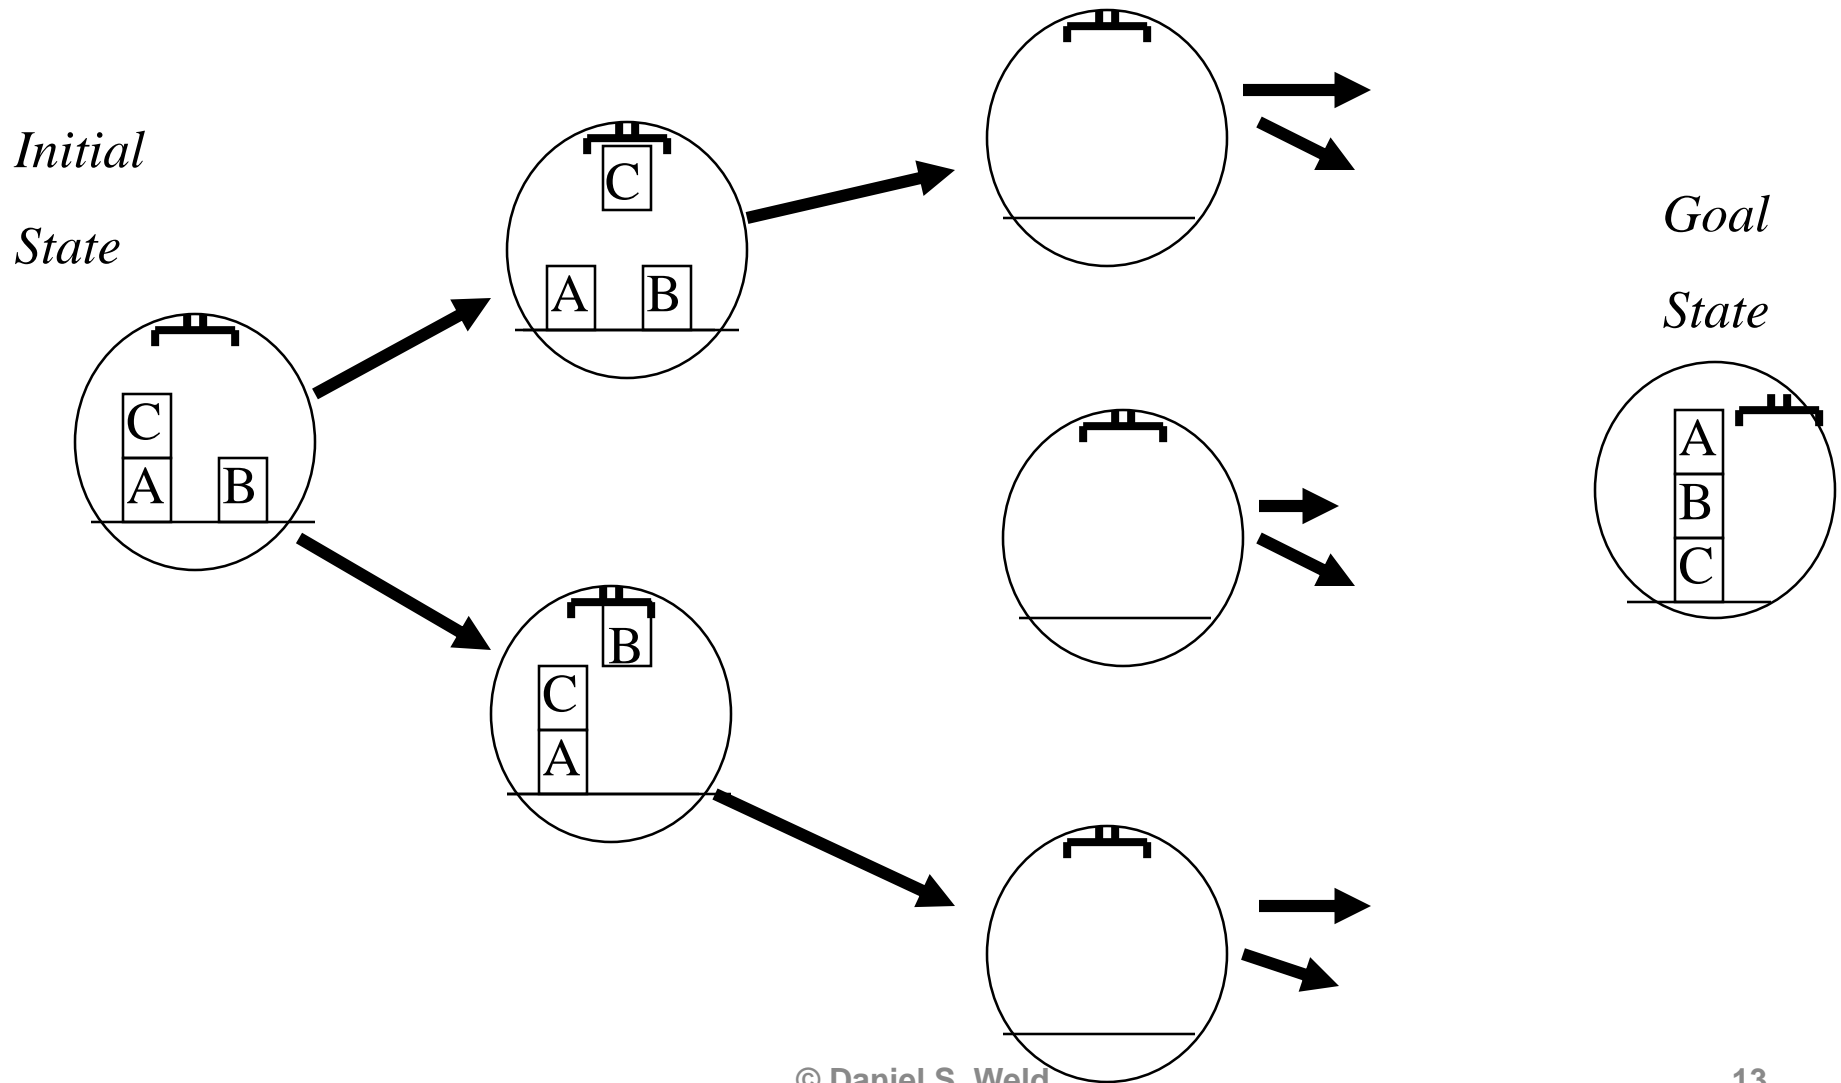 Initial
State
C
A B
C
A B
B
C
A
Goal
State
A
B
C
© Daniel S. Weld
13